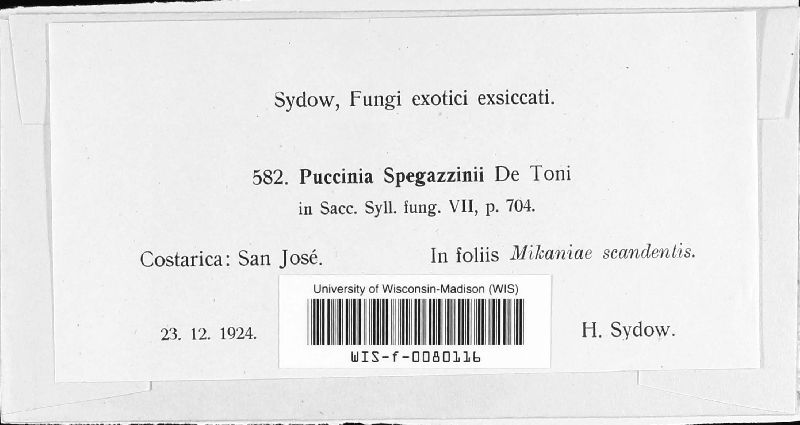 Sydow, Fungi exotici exsiccati.
582. Puccinia Spegazzinii De Toni
in Sacc. Syll. fung. VII, p. 704.
Costarica: San José.
In foliis Mikaniae scandentis.
University of Wisconsin-Madison (WIS)
WIS-f-0080116
23. 12. 1924.
H. Sydow.